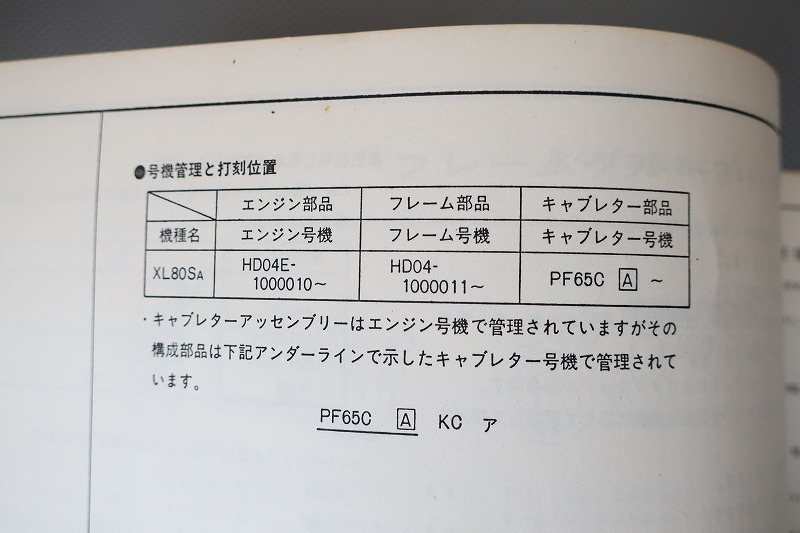 ●号機管理と打刻位置
エンジン部品 フレーム部品 キャブレター部品
機種名 エンジン号機 フレーム号機 キャブレター号機
XL80SA HD04E-1000010～ HD04-1000011～ PF65C A ～
・キャブレターアッセンブリーはエンジン号機で管理されていますがその
構成部品は下記アンダーラインで示したキャブレター号機で管理されて
います。
PF65C A KC ア